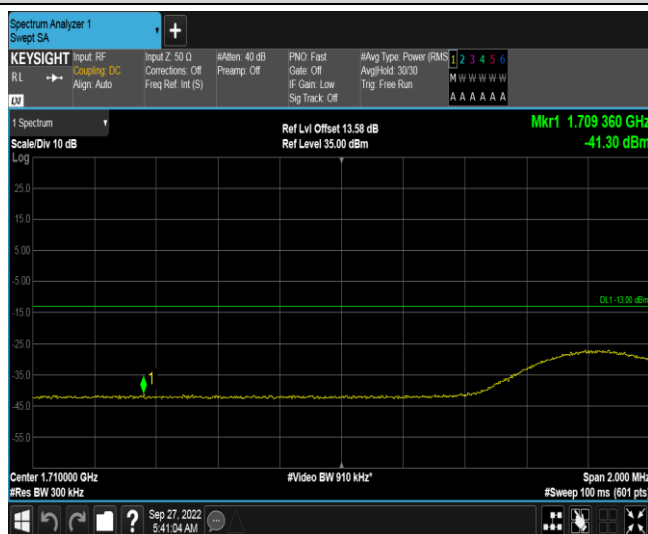 Spectrum Analyzer 1
Swept SA
+
KEYSIGHT Input: RF Input Z: 50 Ω #Atten: 40 dB PNO: Fast #Avg Type: Power (RMS 1 2 3 4 5 6
RL Coupling: DC Corrections: Off Preamp: Off Gate: Off Avg|Hold: 30/30 M W W W W W
Align: Auto Freq Ref: Int (S) IF Gain: Low Trig: Free Run
Sig Track: Off A A A A A A
LXI
1 Spectrum Ref Lvl Offset 13.58 dB Mkr1 1.709 360 GHz
Scale/Div 10 dB Ref Level 35.00 dBm -41.30 dBm
Log
25.0
15.0
5.00
-5.00
DL1 -13.00 dBm
-15.0
-25.0
-35.0
1
-45.0
-55.0
Center 1.710000 GHz #Video BW 910 kHz* Span 2.000 MHz
#Res BW 300 kHz #Sweep 100 ms (601 pts)
? Sep 27, 2022
5:41:04 AM